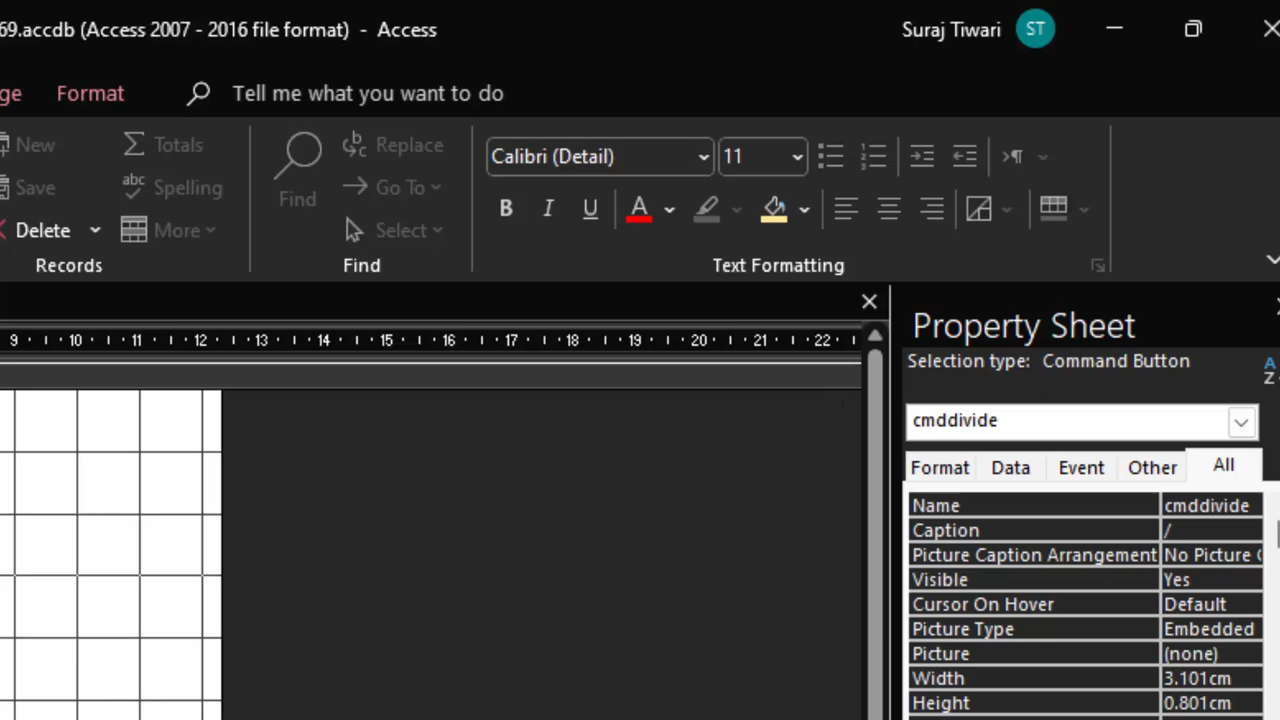 69.accdb (Access 2007 - 2016 file format) - Access Suraj Tiwari ST
ge Format Tell me what you want to do
New Totals Replace Calibri (Detail) 11
Save abc Spelling Find Go To
Delete More Select B I U A
Records Find Text Formatting
Property Sheet
9 10 11 12 13 14 15 16 17 18 19 20 21 22
Selection type: Command Button
A
Z
cmddivide
Format Data Event Other All
Name cmddivide
Caption /
Picture Caption Arrangement No Picture
Visible Yes
Cursor On Hover Default
Picture Type Embedded
Picture (none)
Width 3.101cm
Height 0.801cm